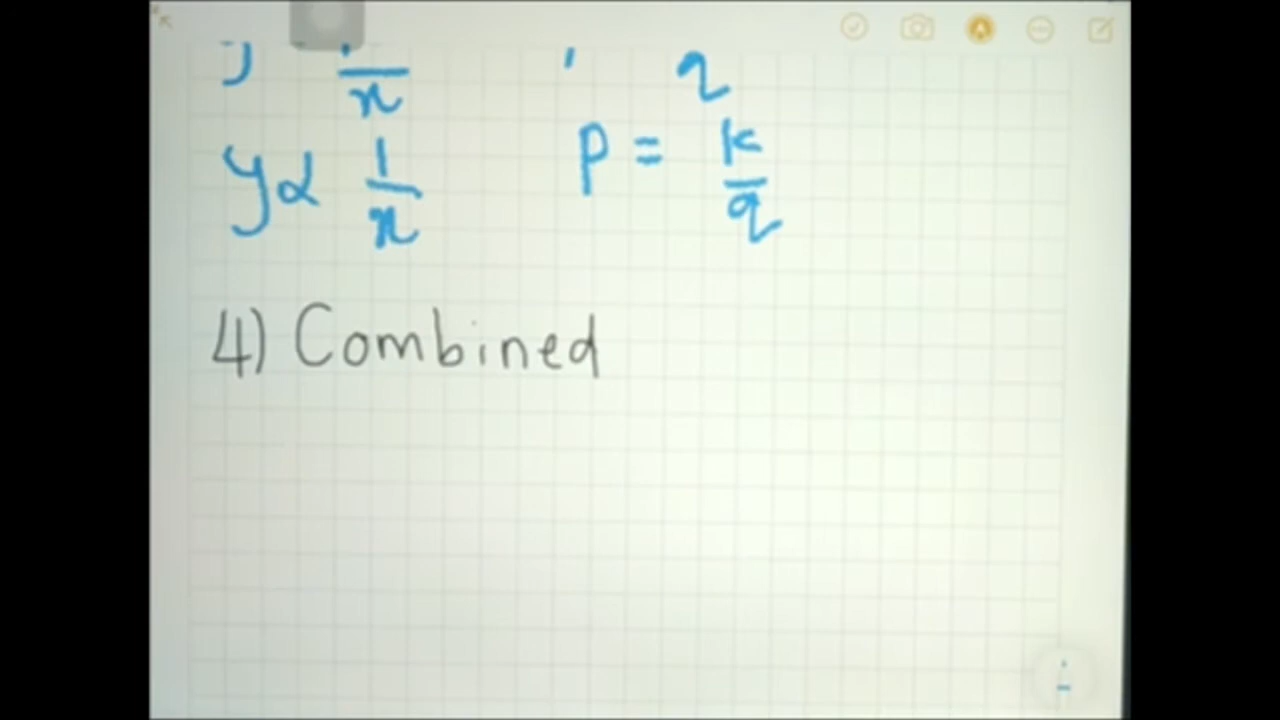 x q
y ∝ 1/x p = k/q
4) Combined